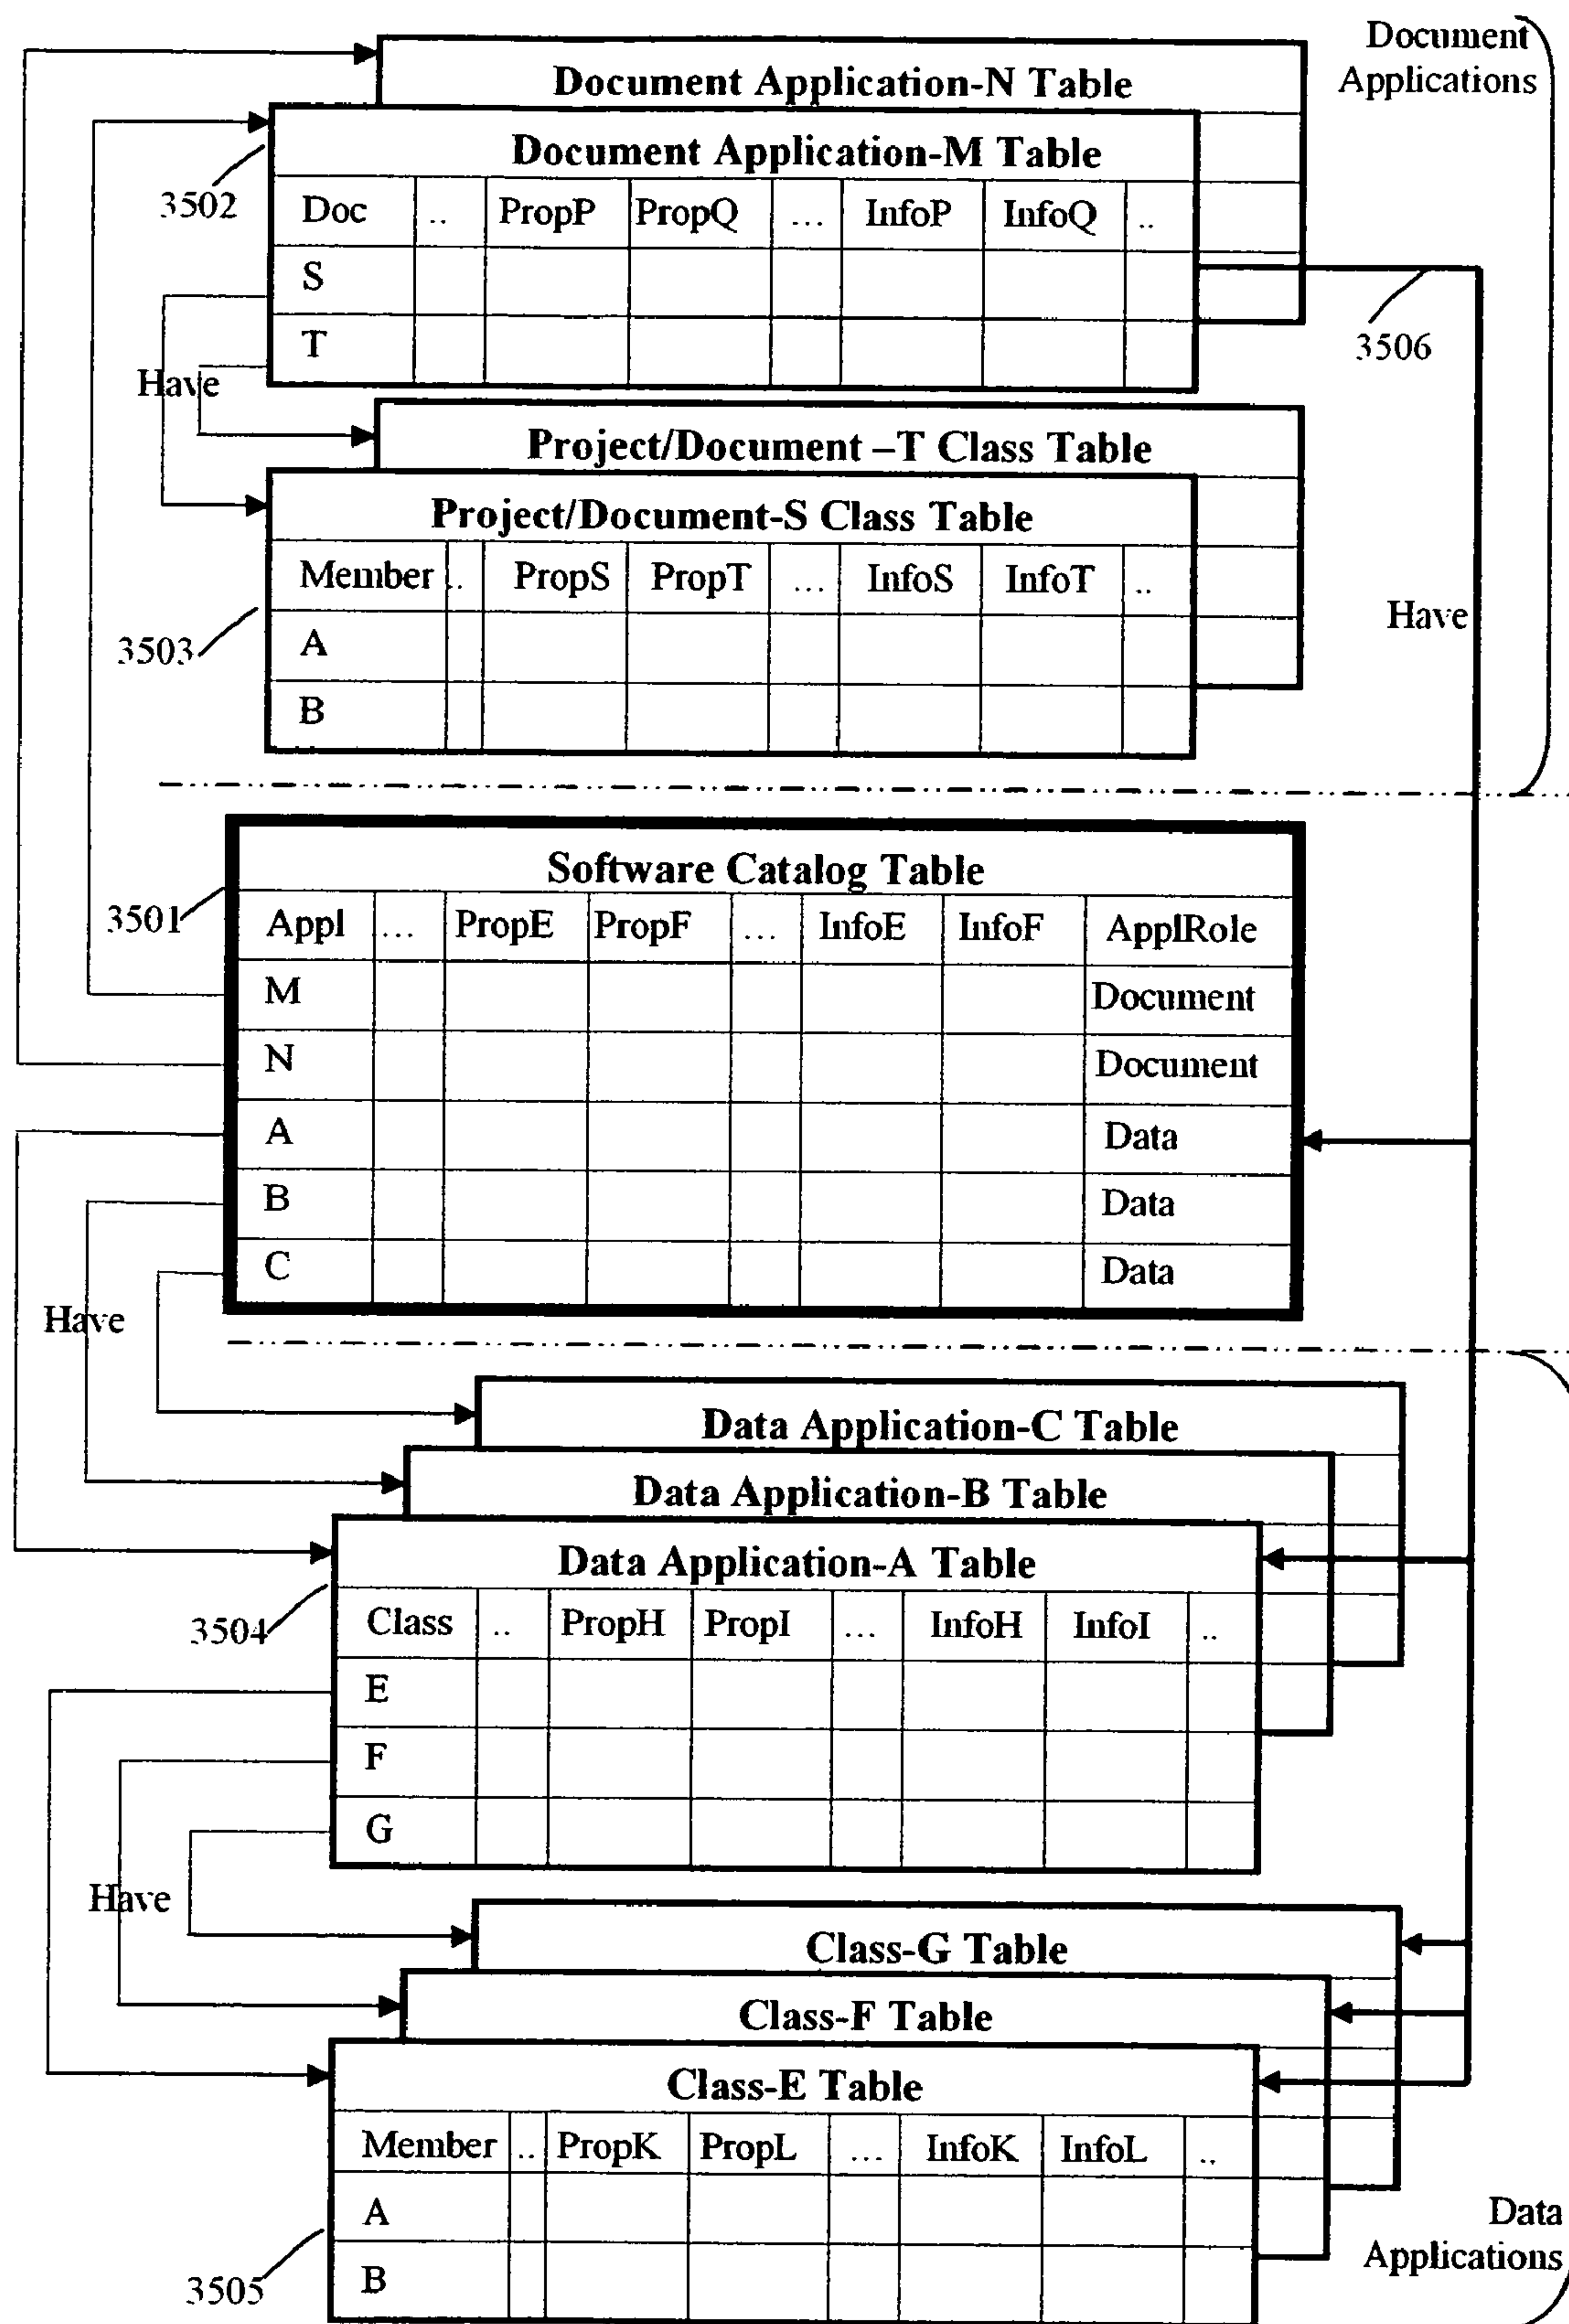 Document
Applications
Document Application-N Table
Document Application-M Table
3502
Doc .. PropP PropQ ... InfoP InfoQ ..
S
T
3506
Have
Project/Document –T Class Table
Project/Document-S Class Table
Member .. PropS PropT ... InfoS InfoT ..
Have
3503
A
B
Software Catalog Table
3501
Appl ... PropE PropF ... InfoE InfoF ApplRole
M Document
N Document
A Data
B Data
C Data
Have
Data Application-C Table
Data Application-B Table
Data Application-A Table
3504
Class .. PropH PropI ... InfoH InfoI ..
E
F
G
Have
Class-G Table
Class-F Table
Class-E Table
Member .. PropK PropL ... InfoK InfoL ..
A
B
3505
Data
Applications